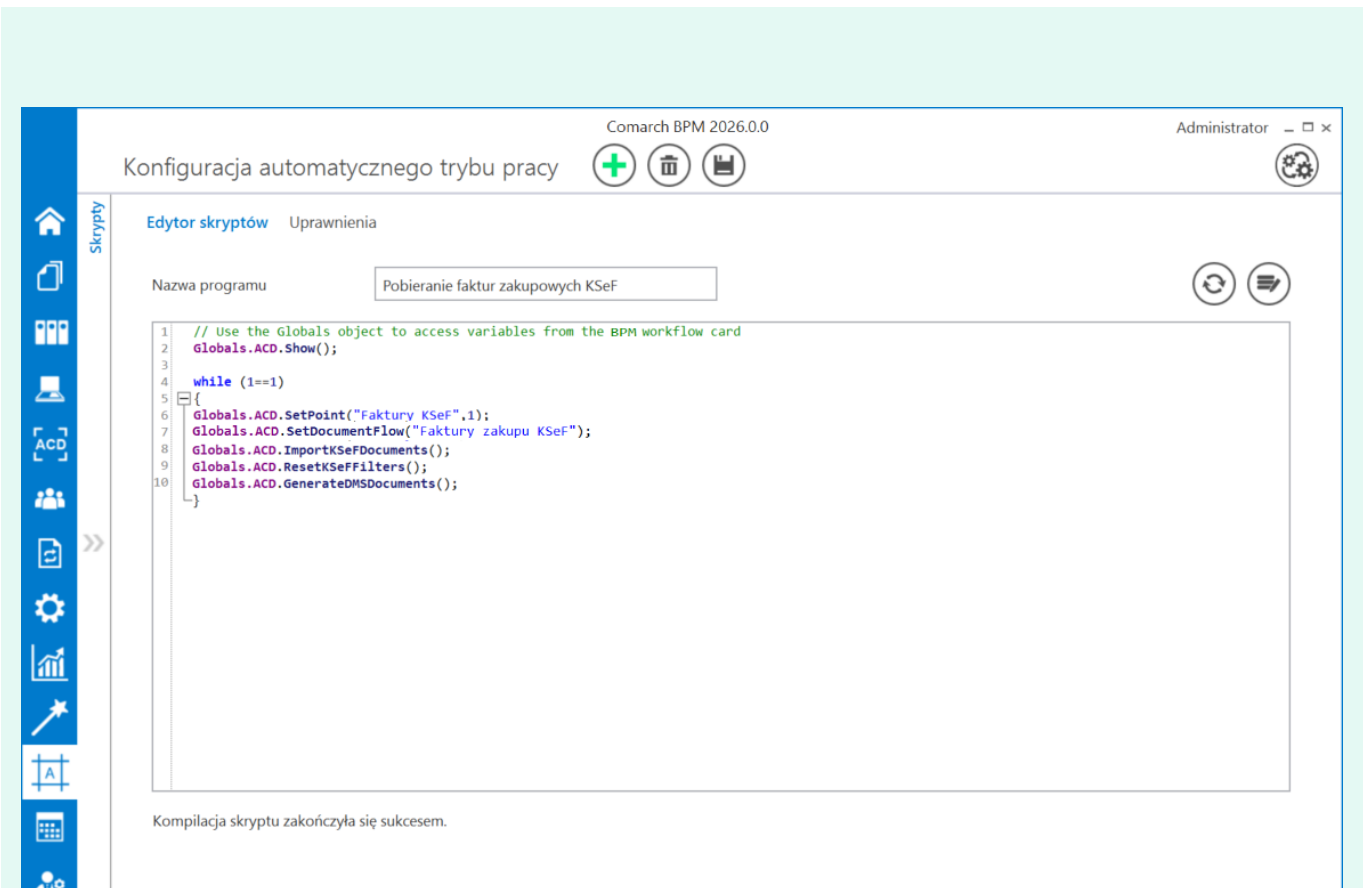 Comarch BPM 2026.0.0
Administrator
Konfiguracja automatycznego trybu pracy
Skrypty
Edytor skryptów Uprawnienia
Nazwa programu Pobieranie faktur zakupowych KSeF
1 // Use the Globals object to access variables from the BPM workflow card
2 Globals.ACD.Show();
3
4 while (1==1)
5 {
6 Globals.ACD.SetPoint("Faktury KSeF",1);
7 Globals.ACD.SetDocumentFlow("Faktury zakupu KSeF");
8 Globals.ACD.ImportKSeFDocuments();
9 Globals.ACD.ResetKSeFFilters();
10 Globals.ACD.GenerateDMSDocuments();
}
ACD
A
Kompilacja skryptu zakończyła się sukcesem.